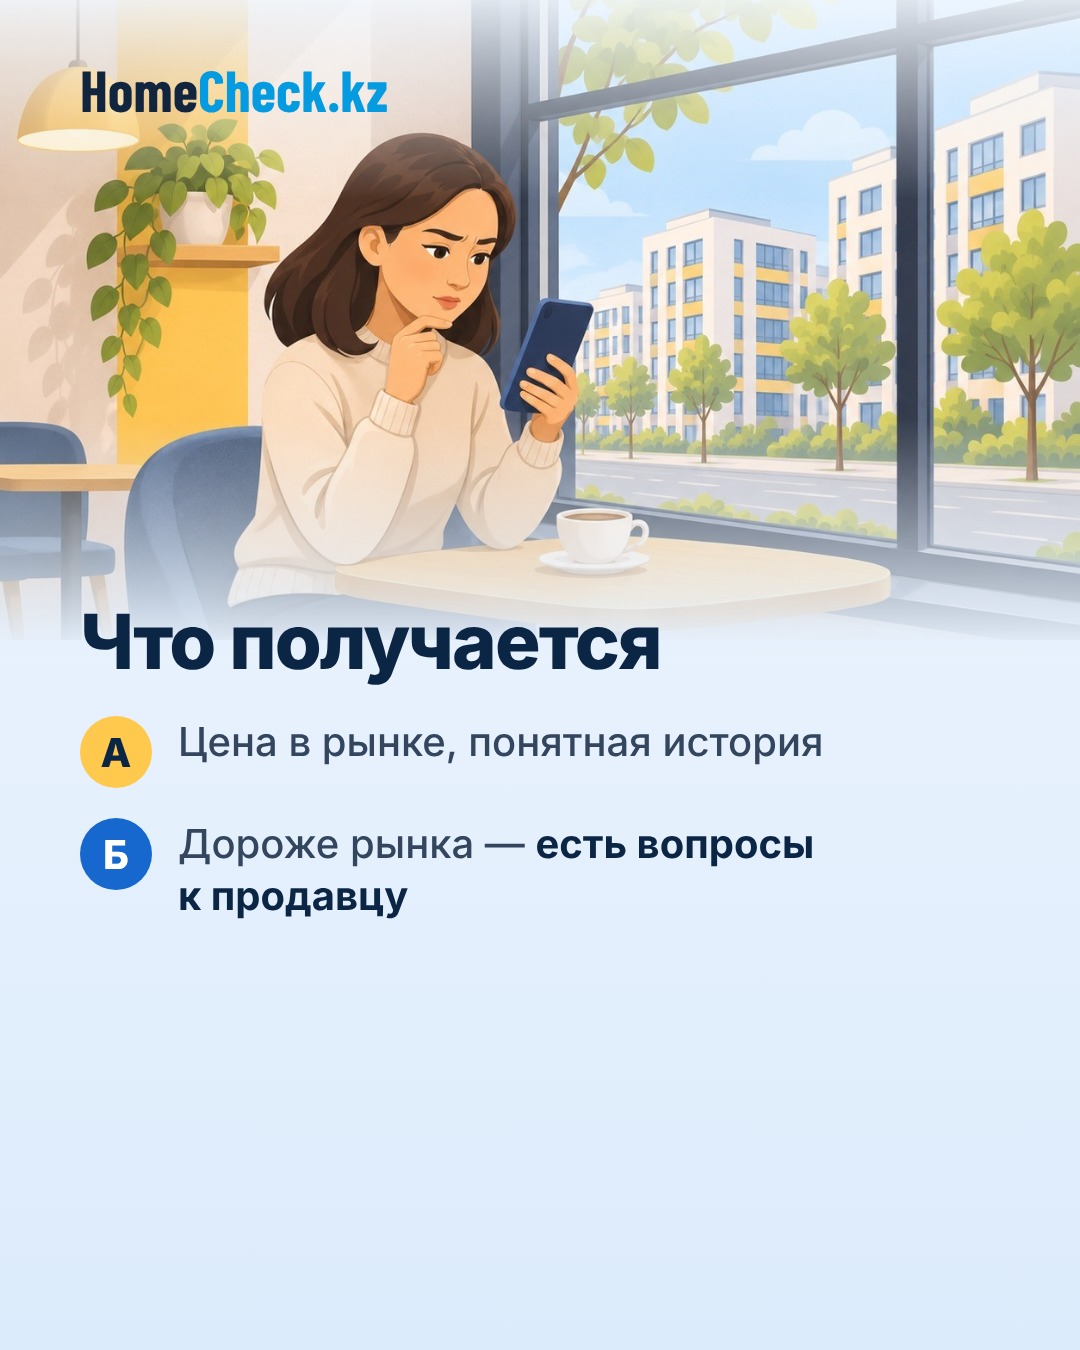 HomeCheck.kz
Что получается
А Цена в рынке, понятная история
Б Дороже рынка — есть вопросы
к продавцу